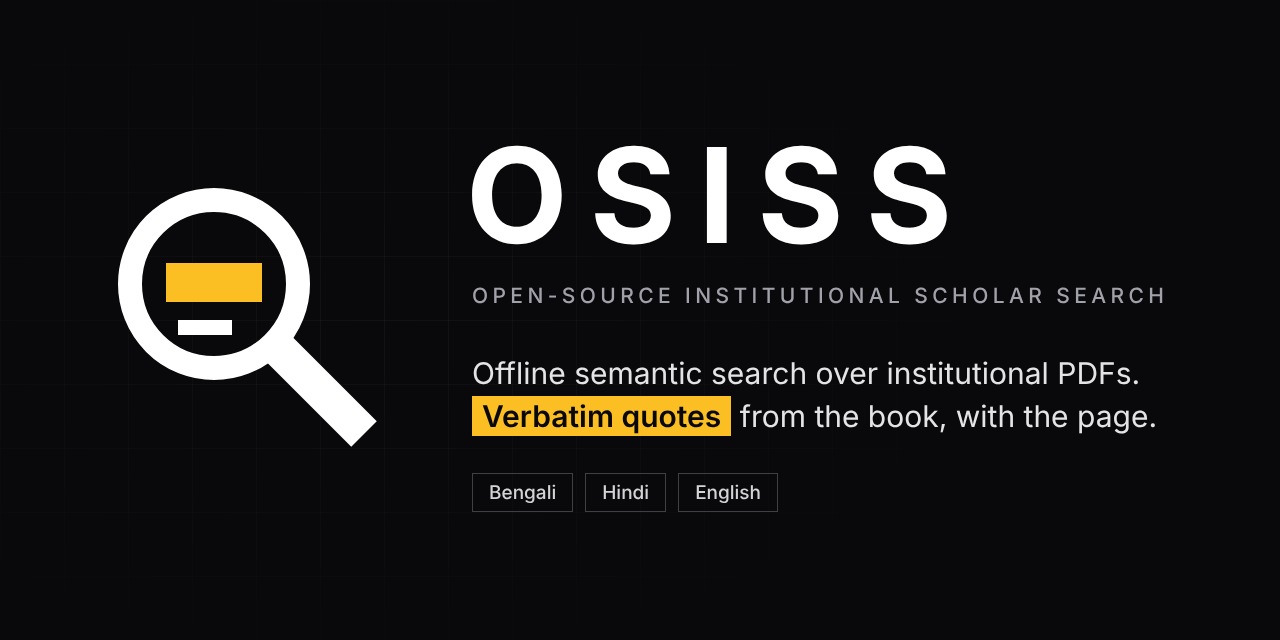 OSISS
OPEN-SOURCE INSTITUTIONAL SCHOLAR SEARCH
Offline semantic search over institutional PDFs.
Verbatim quotes from the book, with the page.
Bengali Hindi English